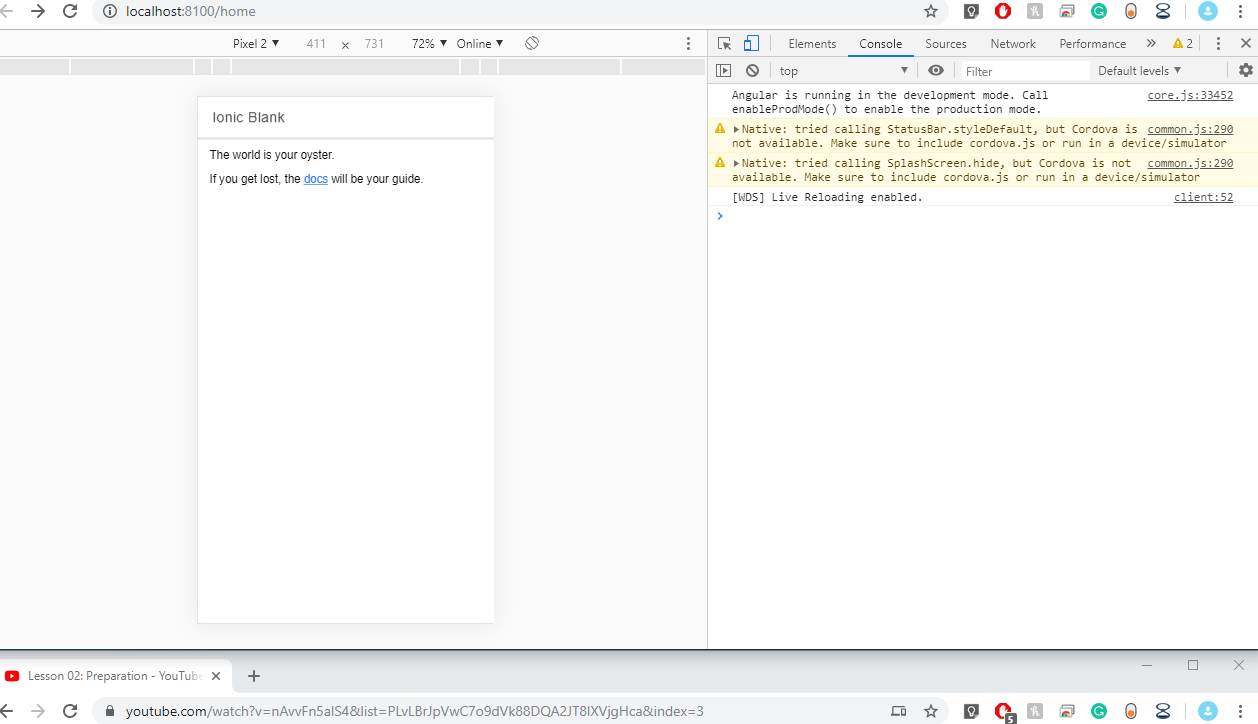 localhost:8100/home
Pixel 2 ▼ 411 × 731 72% ▼ Online ▼
Elements Console Sources Network Performance » 2
top ▼ Filter Default levels ▼
Ionic Blank
The world is your oyster.
If you get lost, the docs will be your guide.
Angular is running in the development mode. Call core.js:33452
enableProdMode() to enable the production mode.
▶Native: tried calling StatusBar.styleDefault, but Cordova is common.js:290
not available. Make sure to include cordova.js or run in a device/simulator
▶Native: tried calling SplashScreen.hide, but Cordova is not common.js:290
available. Make sure to include cordova.js or run in a device/simulator
[WDS] Live Reloading enabled. client:52
Lesson 02: Preparation - YouTube
youtube.com/watch?v=nAvvFn5alS4&list=PLvLBrJpVwC7o9dVk88DQA2JT8lXVjgHca&index=3
5